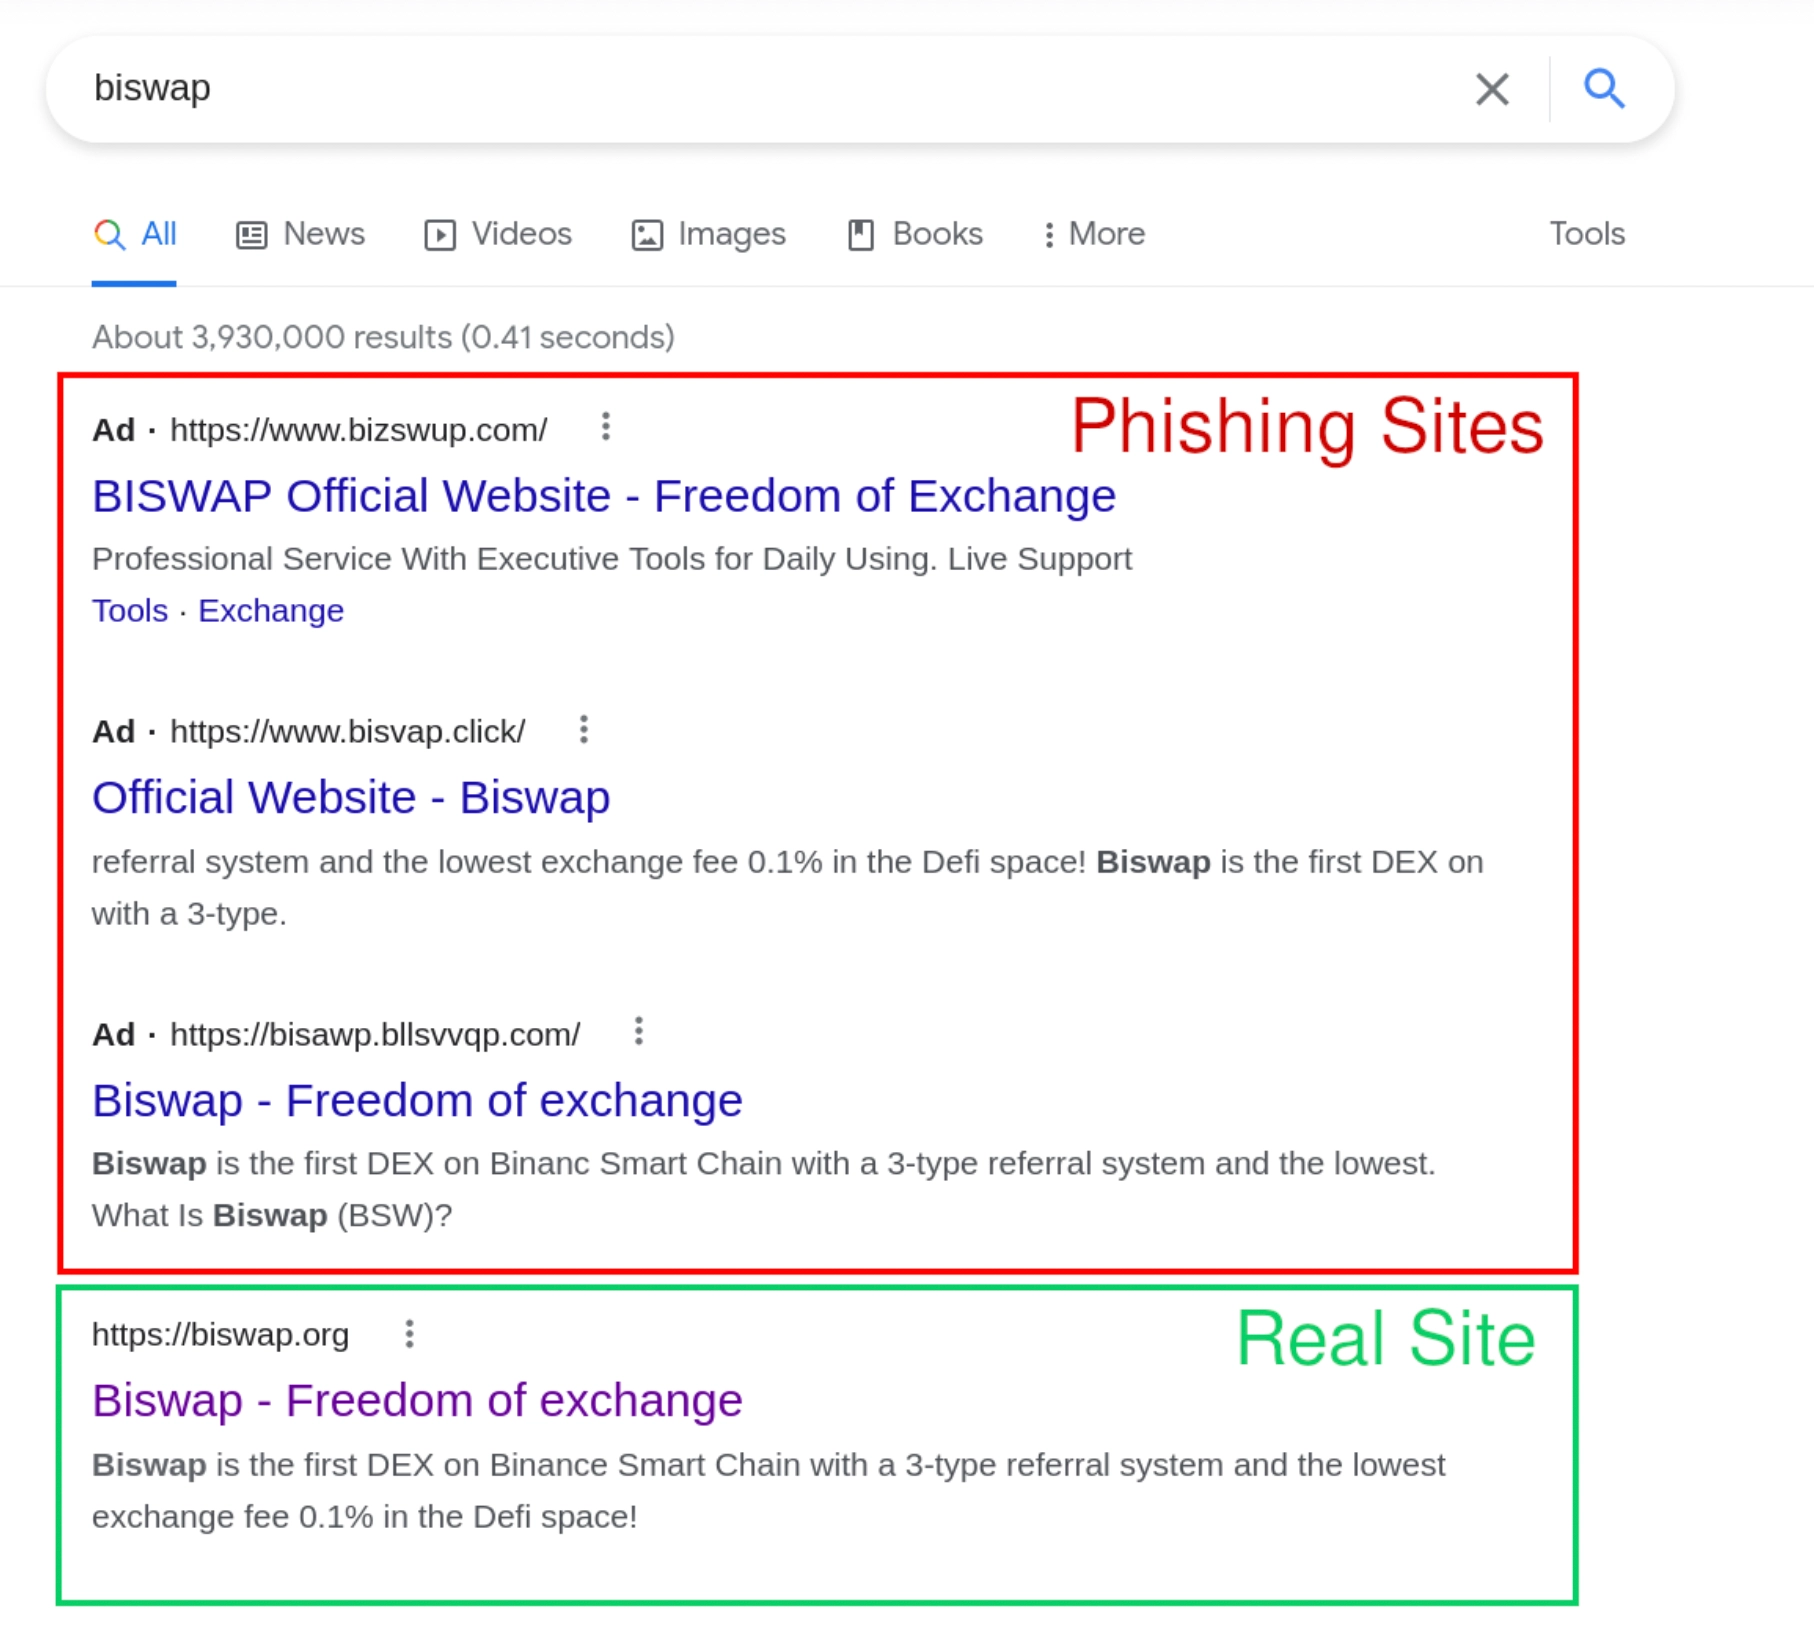 biswap
All News Videos Images Books More Tools
About 3,930,000 results (0.41 seconds)
Phishing Sites
Ad · https://www.bizswup.com/
BISWAP Official Website - Freedom of Exchange
Professional Service With Executive Tools for Daily Using. Live Support
Tools · Exchange
Ad · https://www.bisvap.click/
Official Website - Biswap
referral system and the lowest exchange fee 0.1% in the Defi space! Biswap is the first DEX on
with a 3-type.
Ad · https://bisawp.bllsvvqp.com/
Biswap - Freedom of exchange
Biswap is the first DEX on Binanc Smart Chain with a 3-type referral system and the lowest.
What Is Biswap (BSW)?
Real Site
https://biswap.org
Biswap - Freedom of exchange
Biswap is the first DEX on Binance Smart Chain with a 3-type referral system and the lowest
exchange fee 0.1% in the Defi space!